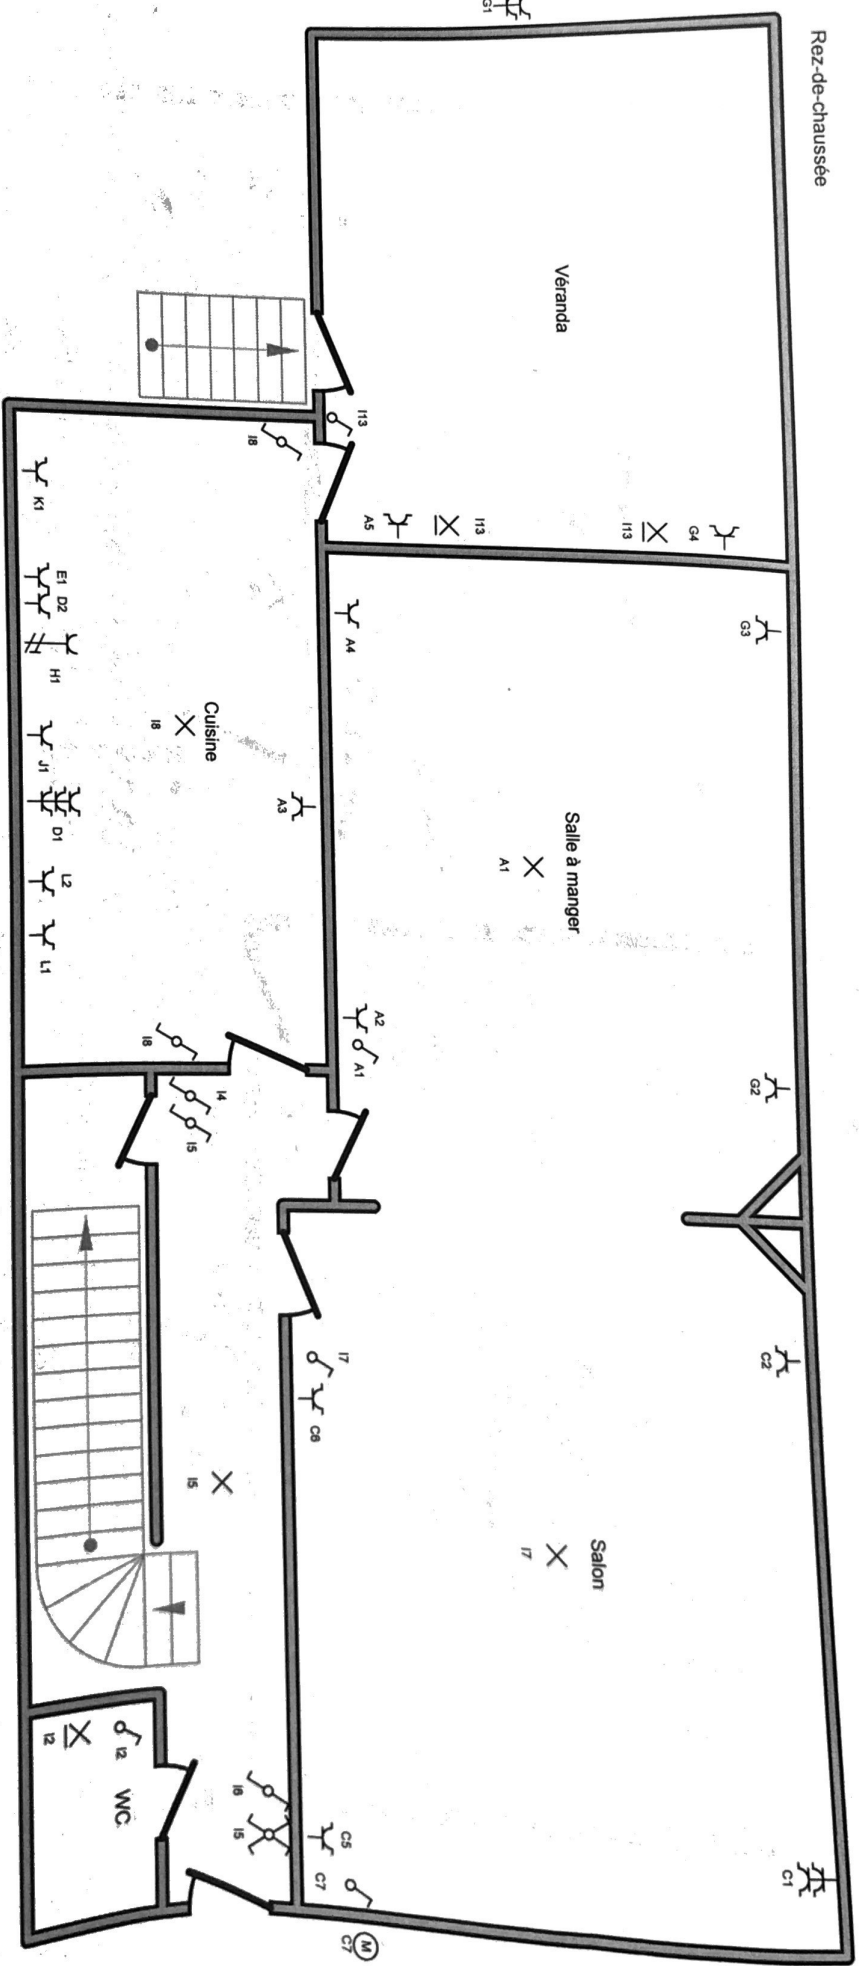 Rez-de-chaussée
G1
Véranda
I13
I8
A5
I13
I13
G4
K1
E1 D2
H1
A4
G3
Cuisine
I8
J1
D1
A3
L2
L1
Salle à manger
A1
A2
A1
I8
I4
I5
G2
C2
I7
C6
I5
Salon
I7
I2
I2
WC
I6
I5
C5
C7
C1
M
C7